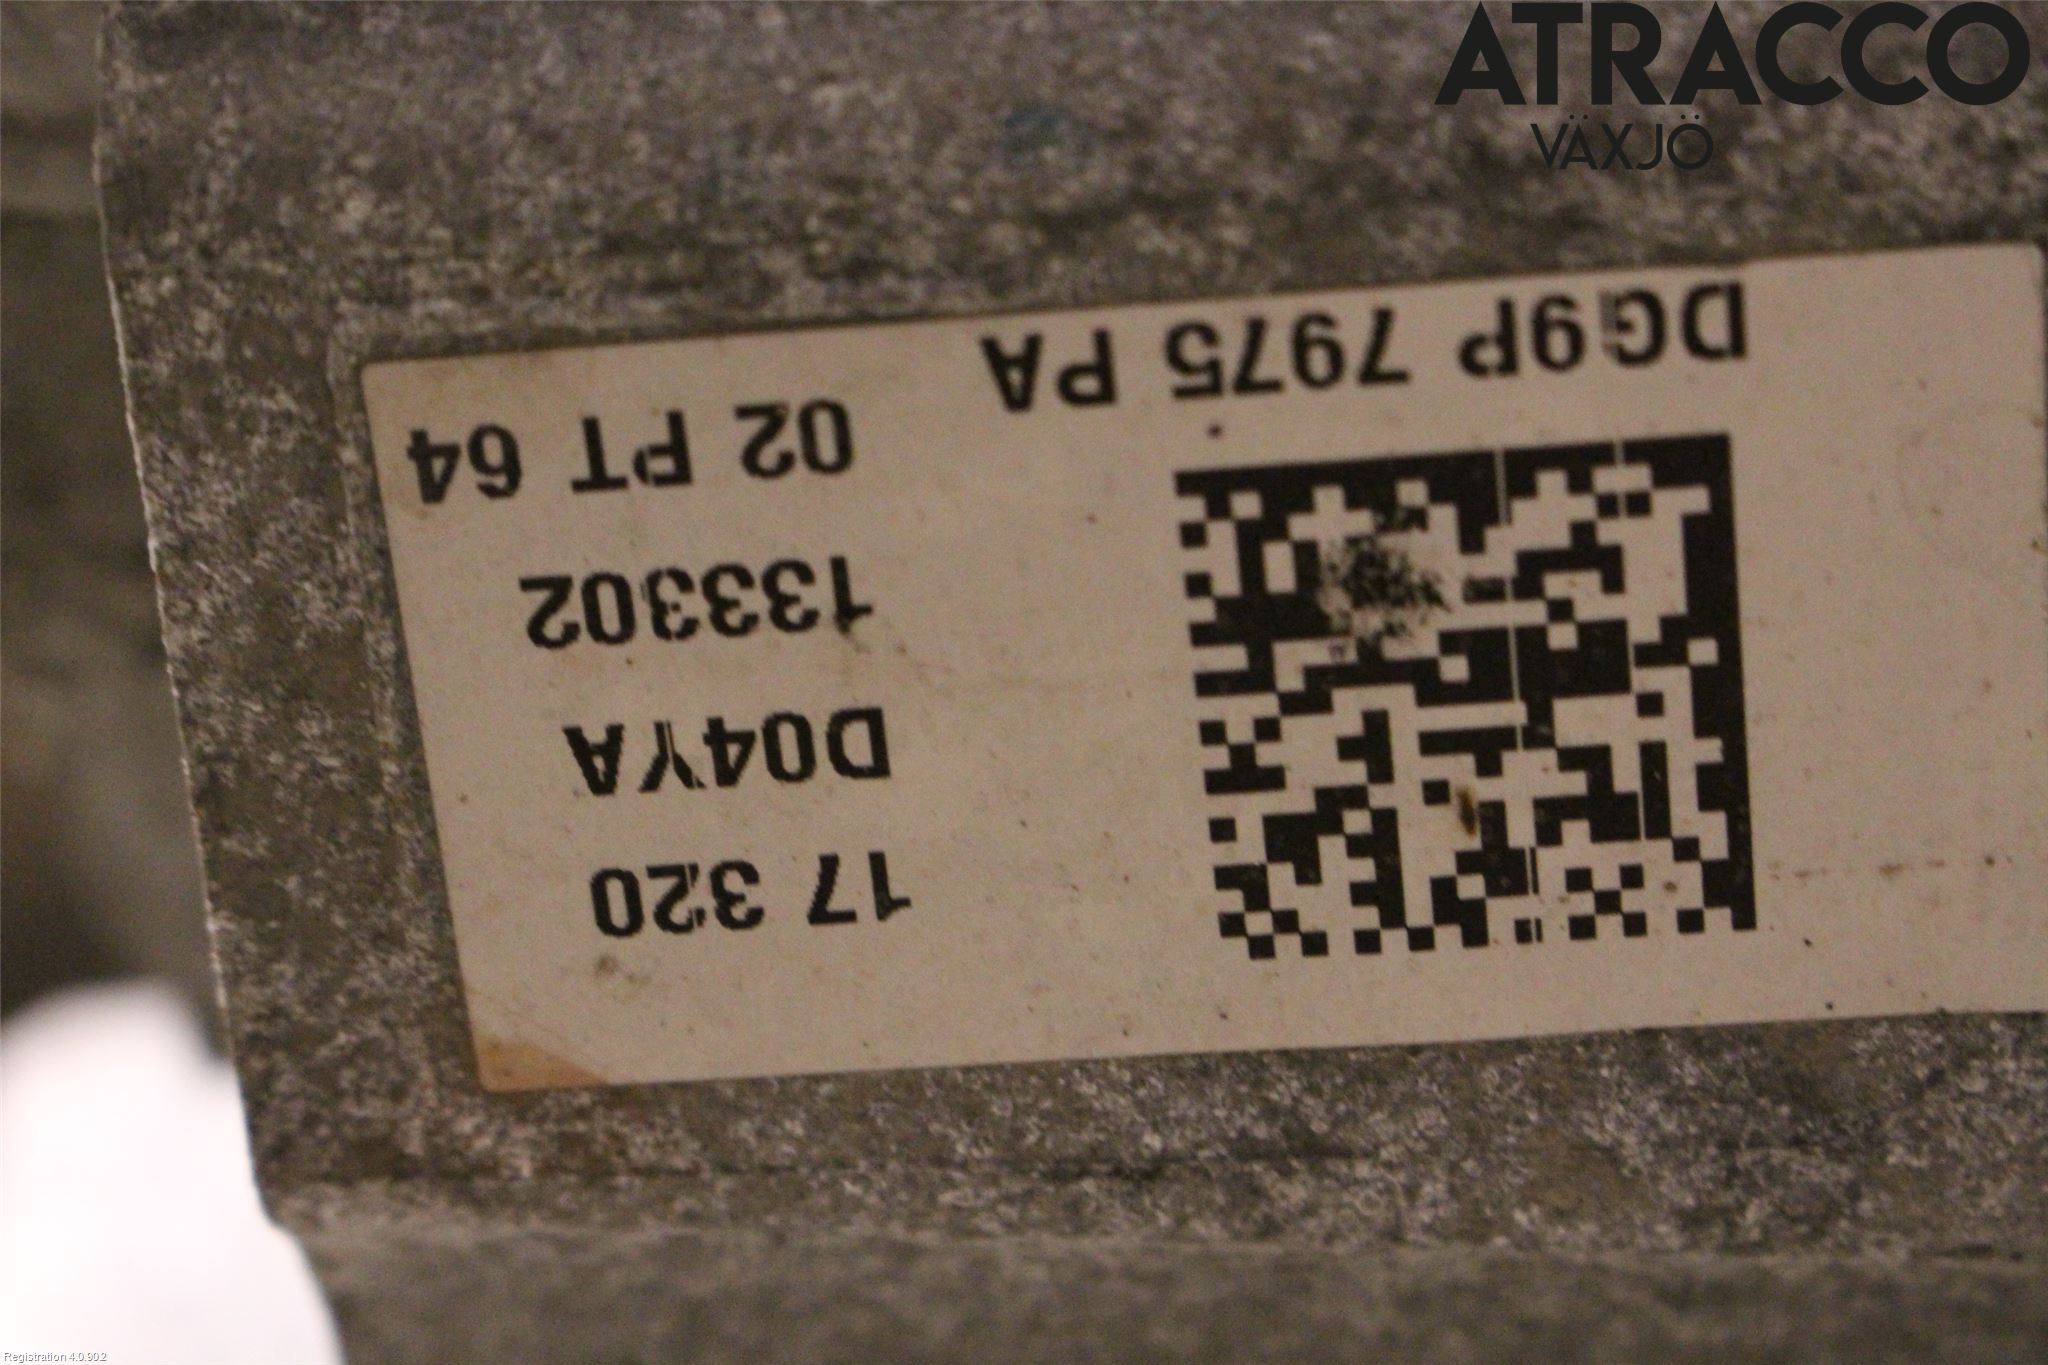 ATRACCO
VÄXJÖ
17 320
D04YA
133302
02 PT 64
DG9P 7975 PA
Registration 4.0.90.2